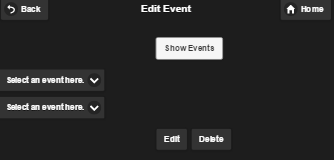 Back Edit Event Home
Show Events
Select an event here.
Select an event here.
Edit Delete